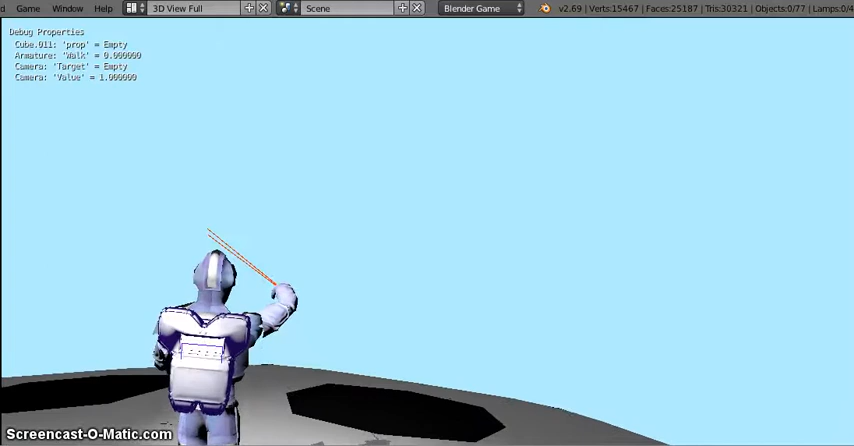 d Game Window Help 3D View Full Scene Blender Game v2.69 | Verts:15467 | Faces:25187 | Tris:30321 | Objects:0/77 | Lamps:0/4
Debug Properties
Cube.011: 'prop' = Empty
Armature: 'Walk' = 0.000000
Camera: 'Target' = Empty
Camera: 'Value' = 1.000000
Screencast-O-Matic.com